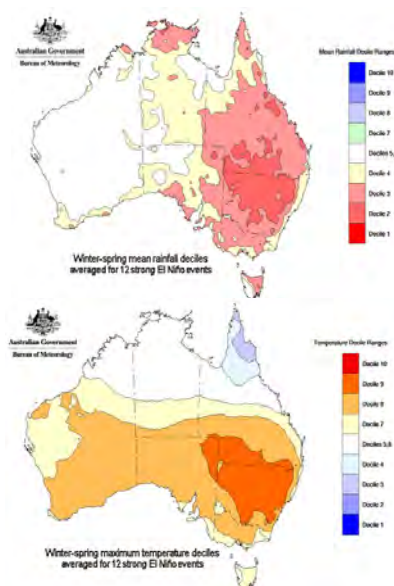 Australian Government
Bureau of Meteorology
Mean Rainfall Decile Ranges
Decile 10
Decile 9
Decile 8
Decile 7
Deciles 5,
Decile 4
Decile 3
Decile 2
Decile 1
Winter-spring mean rainfall deciles
averaged for 12 strong El Niño events
Australian Government
Bureau of Meteorology
Temperature Decile Ranges
Decile 10
Decile 9
Decile 8
Decile 7
Deciles 5,6
Decile 4
Decile 3
Decile 2
Decile 1
Winter-spring maximum temperature deciles
averaged for 12 strong El Niño events